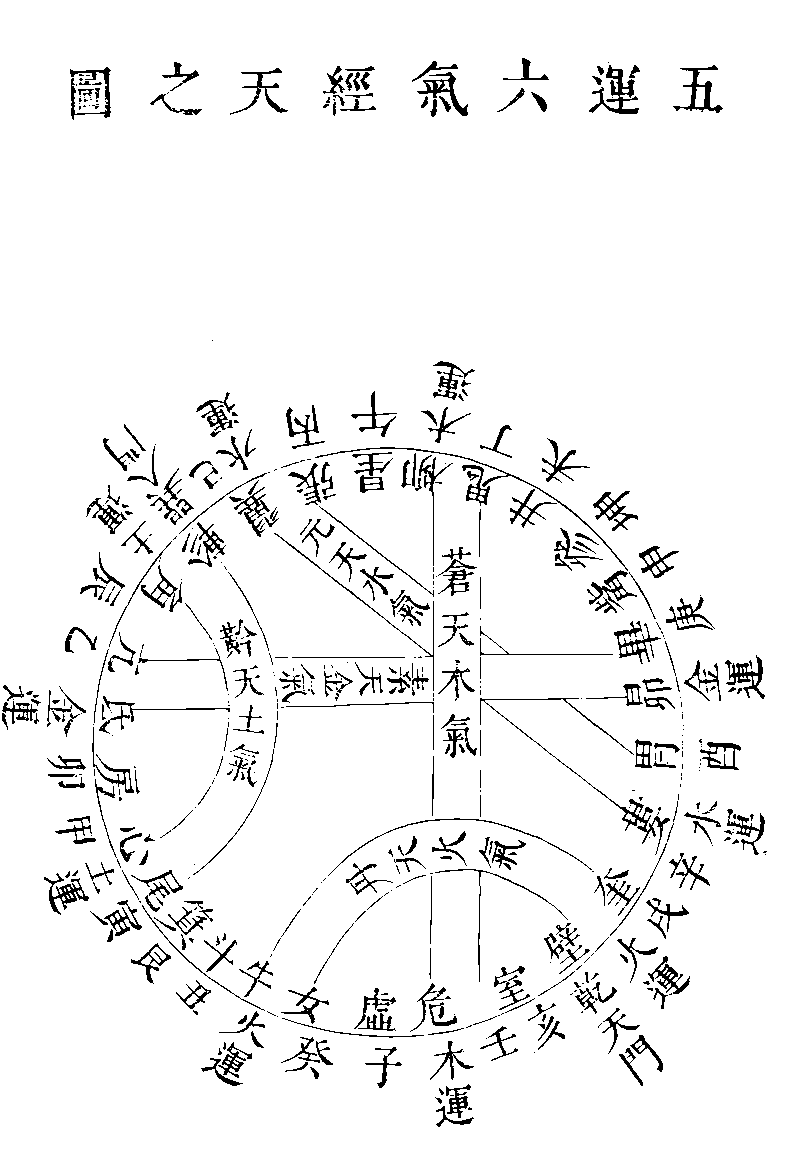 五運六氣經天之圖
蒼天木氣
元天水氣
素天金氣
黅天土氣
丹天火氣
角
亢
氐
房
心
尾
箕
斗
牛
女
虛
危
室
壁
奎
婁
胃
昴
畢
觜
參
井
鬼
柳
星
張
翼
軫
辰
乙
金運
卯
甲
土運
寅
艮
丑
火運
癸
子
木運
壬
亥
乾天門
火運
戌
辛
水運
酉
金運
庚
申
坤
未
丁
木運
午
丙
水運
巳
巽人門
土運